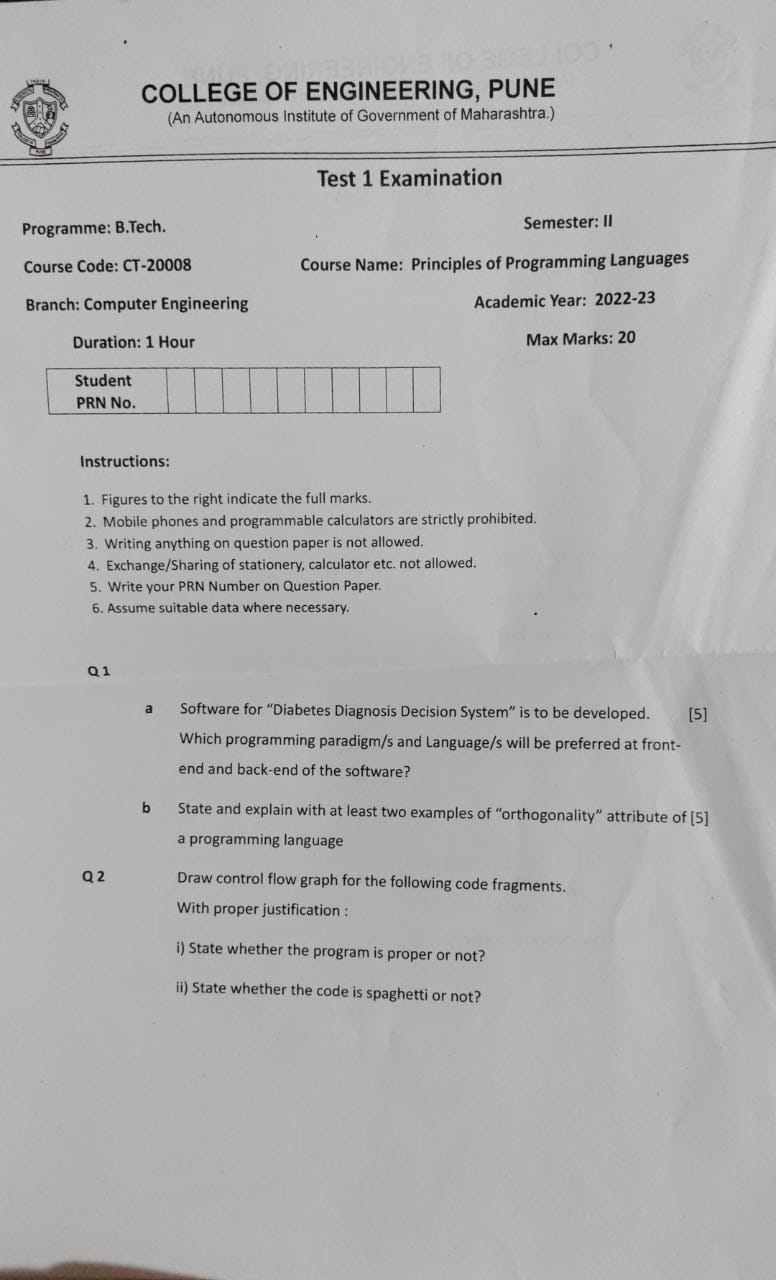 COLLEGE OF ENGINEERING, PUNE
(An Autonomous Institute of Government of Maharashtra.)
Test 1 Examination
Programme: B.Tech. Semester: II
Course Code: CT-20008 Course Name: Principles of Programming Languages
Branch: Computer Engineering Academic Year: 2022-23
Duration: 1 Hour Max Marks: 20
Student
PRN No.
Instructions:
1. Figures to the right indicate the full marks.
2. Mobile phones and programmable calculators are strictly prohibited.
3. Writing anything on question paper is not allowed.
4. Exchange/Sharing of stationery, calculator etc. not allowed.
5. Write your PRN Number on Question Paper.
6. Assume suitable data where necessary.
Q 1
a Software for “Diabetes Diagnosis Decision System” is to be developed. [5]
Which programming paradigm/s and Language/s will be preferred at front-
end and back-end of the software?
b State and explain with at least two examples of “orthogonality” attribute of [5]
a programming language
Q 2 Draw control flow graph for the following code fragments.
With proper justification :
i) State whether the program is proper or not?
ii) State whether the code is spaghetti or not?